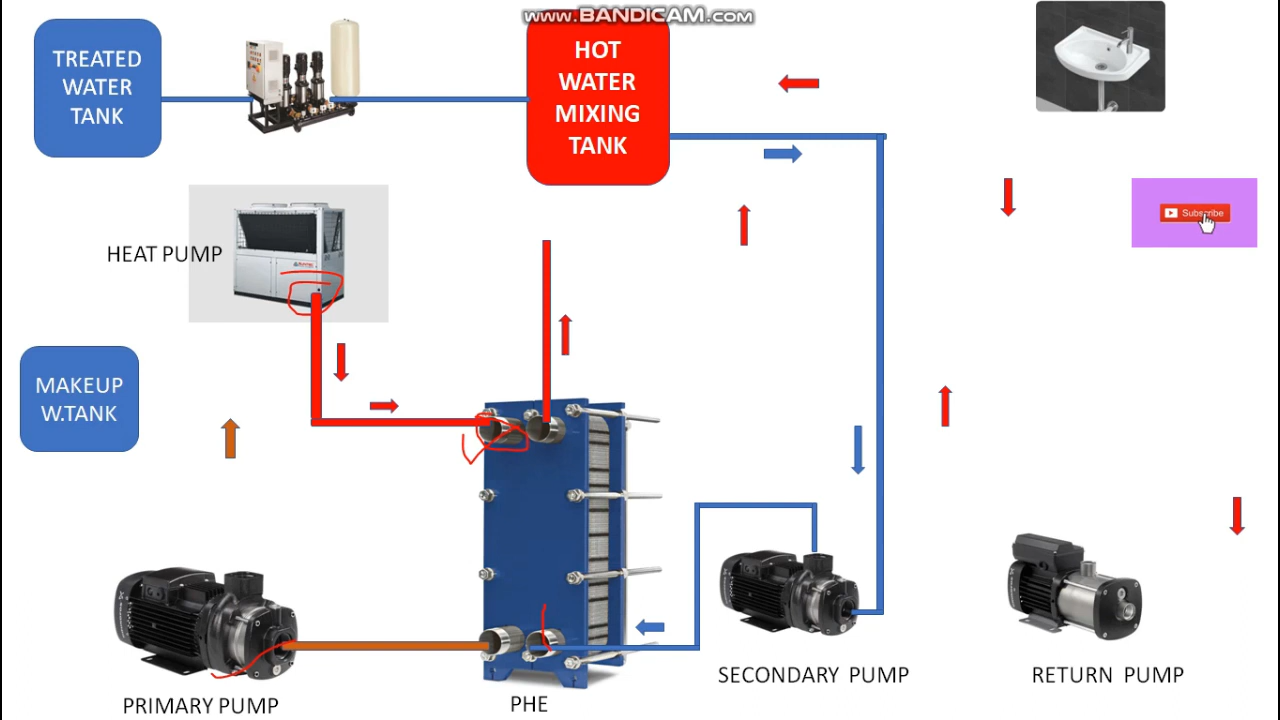 www.BANDICAM.com
TREATED
WATER
TANK
HOT
WATER
MIXING
TANK
Subscribe
HEAT PUMP
MAKEUP
W.TANK
PRIMARY PUMP
PHE
SECONDARY PUMP
RETURN PUMP